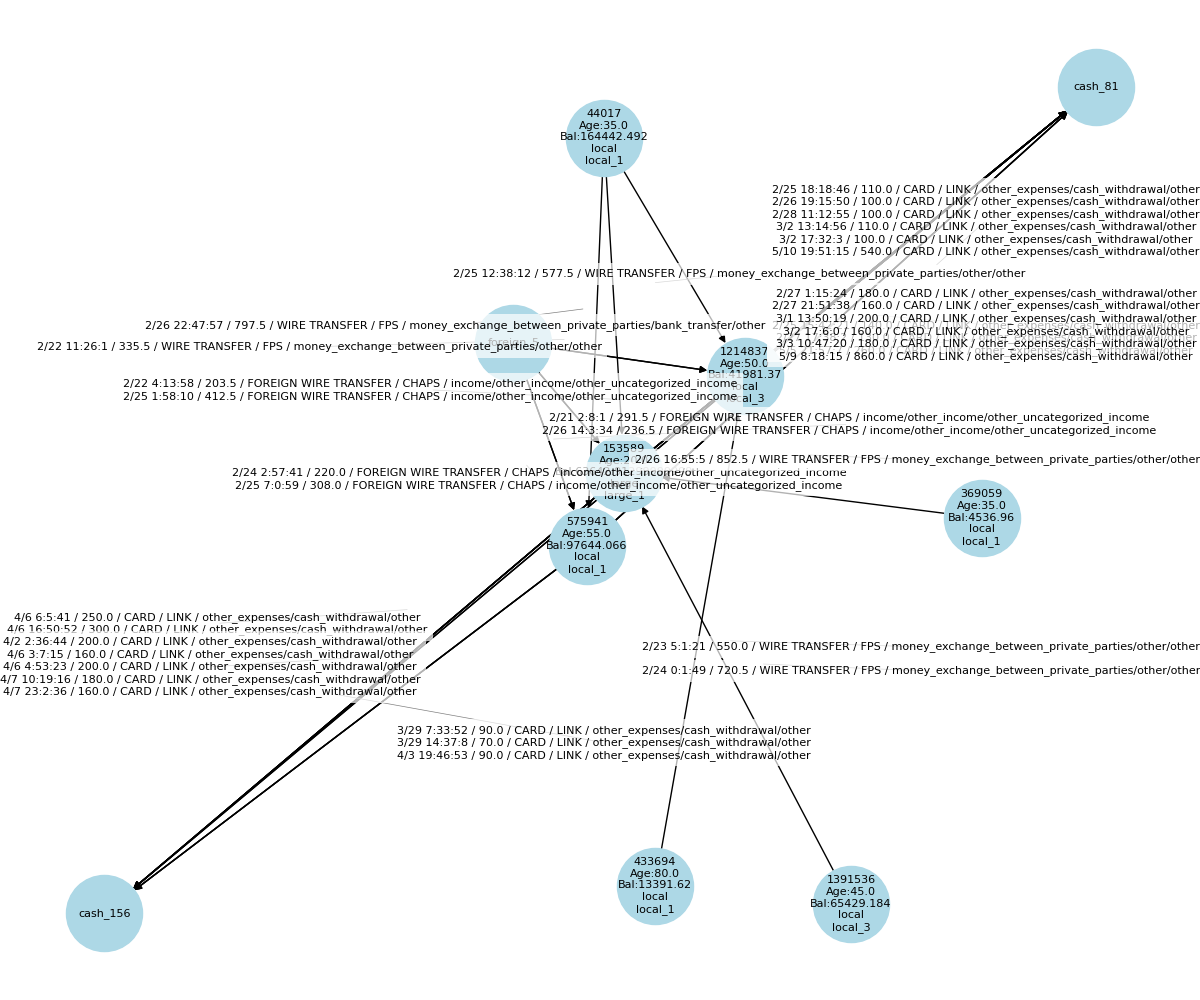 cash_81
44017
Age:35.0
Bal:164442.492
local
local_1
2/25 18:18:46 / 110.0 / CARD / LINK / other_expenses/cash_withdrawal/other
2/26 19:15:50 / 100.0 / CARD / LINK / other_expenses/cash_withdrawal/other
2/28 11:12:55 / 100.0 / CARD / LINK / other_expenses/cash_withdrawal/other
3/2 13:14:56 / 110.0 / CARD / LINK / other_expenses/cash_withdrawal/other
3/2 17:32:3 / 100.0 / CARD / LINK / other_expenses/cash_withdrawal/other
5/10 19:51:15 / 540.0 / CARD / LINK / other_expenses/cash_withdrawal/other
2/25 12:38:12 / 577.5 / WIRE TRANSFER / FPS / money_exchange_between_private_parties/other/other
2/27 1:15:24 / 180.0 / CARD / LINK / other_expenses/cash_withdrawal/other
2/27 21:51:38 / 160.0 / CARD / LINK / other_expenses/cash_withdrawal/other
3/1 13:50:19 / 200.0 / CARD / LINK / other_expenses/cash_withdrawal/other
3/2 17:6:0 / 160.0 / CARD / LINK / other_expenses/cash_withdrawal/other
3/3 10:47:20 / 180.0 / CARD / LINK / other_expenses/cash_withdrawal/other
5/9 8:18:15 / 860.0 / CARD / LINK / other_expenses/cash_withdrawal/other
2/26 22:47:57 / 797.5 / WIRE TRANSFER / FPS / money_exchange_between_private_parties/bank_transfer/other
foreign_5
2/22 11:26:1 / 335.5 / WIRE TRANSFER / FPS / money_exchange_between_private_parties/other/other
1214837
Age:50.0
Bal:41981.37
local
local_3
2/22 4:13:58 / 203.5 / FOREIGN WIRE TRANSFER / CHAPS / income/other_income/other_uncategorized_income
2/25 1:58:10 / 412.5 / FOREIGN WIRE TRANSFER / CHAPS / income/other_income/other_uncategorized_income
2/21 2:8:1 / 291.5 / FOREIGN WIRE TRANSFER / CHAPS / income/other_income/other_uncategorized_income
2/26 14:3:34 / 236.5 / FOREIGN WIRE TRANSFER / CHAPS / income/other_income/other_uncategorized_income
153589
2/26 16:55:5 / 852.5 / WIRE TRANSFER / FPS / money_exchange_between_private_parties/other/other
large_1
2/24 2:57:41 / 220.0 / FOREIGN WIRE TRANSFER / CHAPS / income/other_income/other_uncategorized_income
2/25 7:0:59 / 308.0 / FOREIGN WIRE TRANSFER / CHAPS / income/other_income/other_uncategorized_income
369059
Age:35.0
Bal:4536.96
local
local_1
575941
Age:55.0
Bal:97644.066
local
local_1
4/6 6:5:41 / 250.0 / CARD / LINK / other_expenses/cash_withdrawal/other
4/6 16:50:52 / 300.0 / CARD / LINK / other_expenses/cash_withdrawal/other
4/2 2:36:44 / 200.0 / CARD / LINK / other_expenses/cash_withdrawal/other
4/6 3:7:15 / 160.0 / CARD / LINK / other_expenses/cash_withdrawal/other
4/6 4:53:23 / 200.0 / CARD / LINK / other_expenses/cash_withdrawal/other
4/7 10:19:16 / 180.0 / CARD / LINK / other_expenses/cash_withdrawal/other
4/7 23:2:36 / 160.0 / CARD / LINK / other_expenses/cash_withdrawal/other
2/23 5:1:21 / 550.0 / WIRE TRANSFER / FPS / money_exchange_between_private_parties/other/other
2/24 0:1:49 / 720.5 / WIRE TRANSFER / FPS / money_exchange_between_private_parties/other/other
3/29 7:33:52 / 90.0 / CARD / LINK / other_expenses/cash_withdrawal/other
3/29 14:37:8 / 70.0 / CARD / LINK / other_expenses/cash_withdrawal/other
4/3 19:46:53 / 90.0 / CARD / LINK / other_expenses/cash_withdrawal/other
433694
Age:80.0
Bal:13391.62
local
local_1
1391536
Age:45.0
Bal:65429.184
local
local_3
cash_156